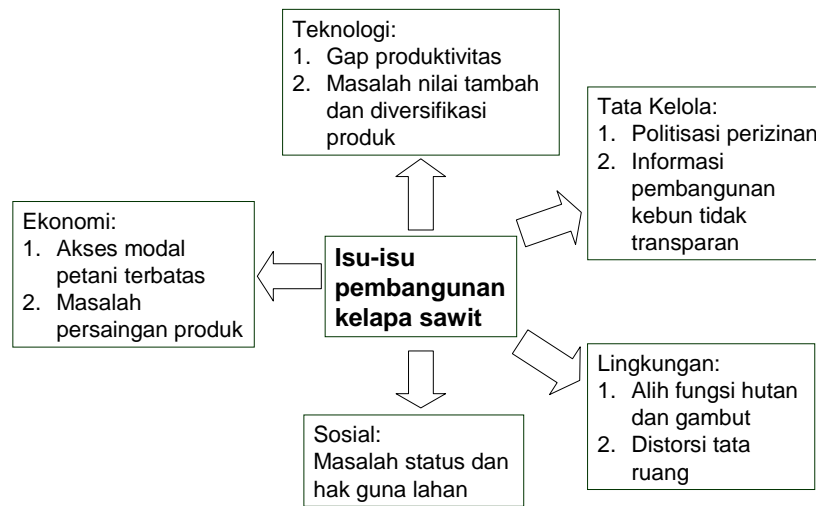 Teknologi:
1. Gap produktivitas
2. Masalah nilai tambah
dan diversifikasi
produk
Tata Kelola:
1. Politisasi perizinan
2. Informasi
pembangunan
kebun tidak
transparan
Ekonomi:
1. Akses modal
petani terbatas
2. Masalah
persaingan produk
Isu-isu
pembangunan
kelapa sawit
Lingkungan:
1. Alih fungsi hutan
dan gambut
2. Distorsi tata
ruang
Sosial:
Masalah status dan
hak guna lahan